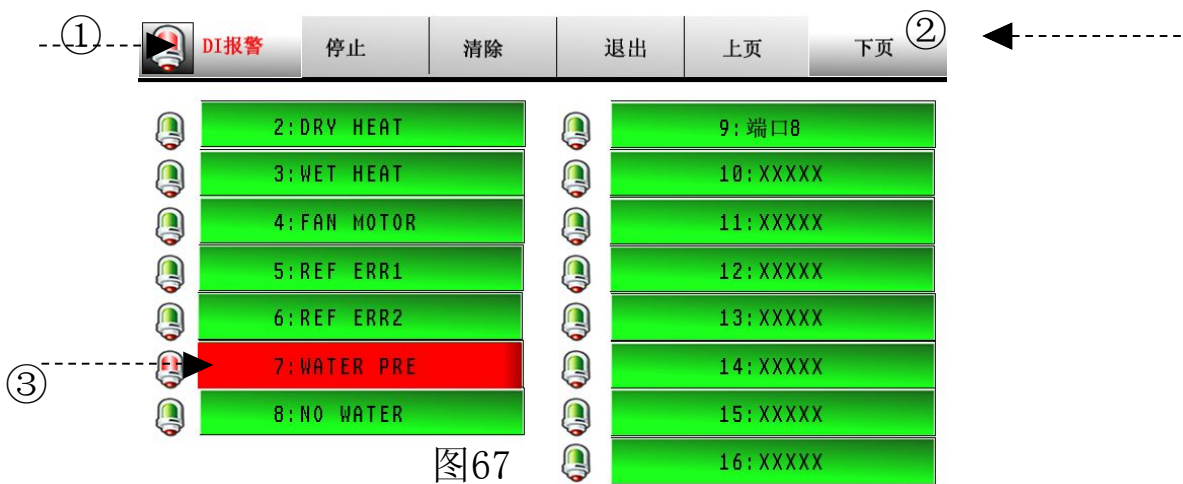 ① DI报警 停止 清除 退出 上页 下页 ②
2:DRY HEAT
3:WET HEAT
4:FAN MOTOR
5:REF ERR1
6:REF ERR2
③ 7:WATER PRE
8:NO WATER
9:端口8
10:XXXXX
11:XXXXX
12:XXXXX
13:XXXXX
14:XXXXX
15:XXXXX
16:XXXXX
图67